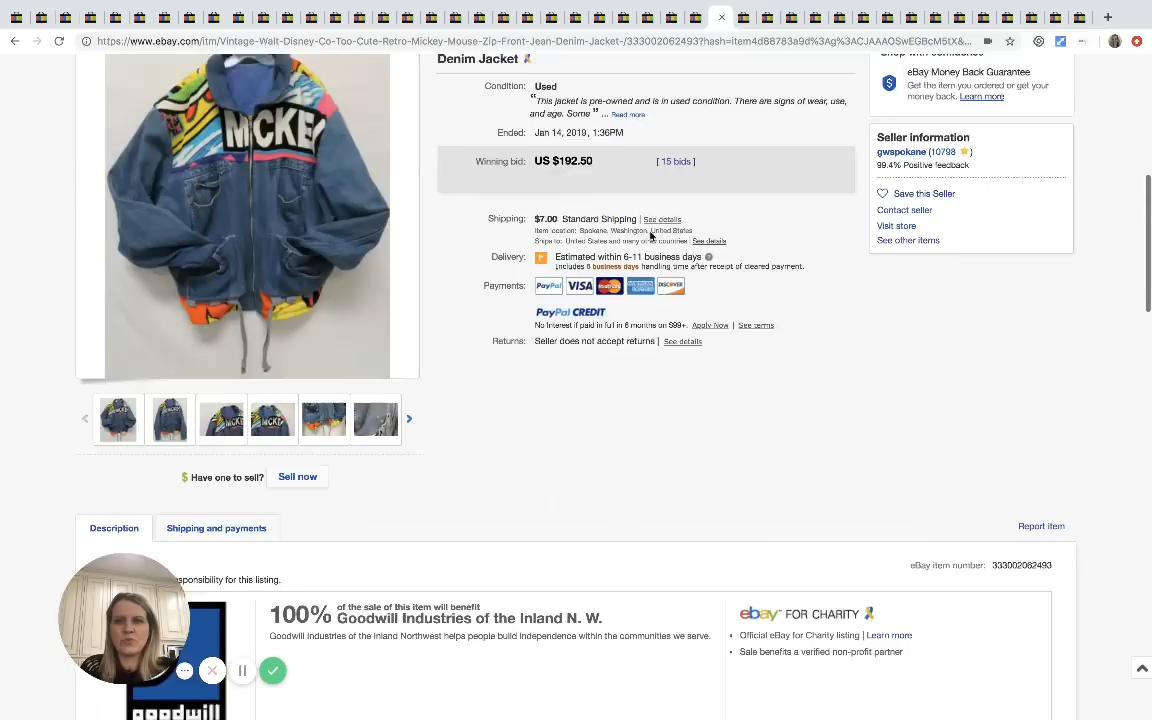 https://www.ebay.com/itm/Vintage-Walt-Disney-Co-Too-Cute-Retro-Mickey-Mouse-Zip-Front-Jean-Denim-Jacket-/333002062493?hash=item4d88783a9d%3Ag%3ACJAAAOSwEGBcM5tX&...
Denim Jacket
Condition: Used
"This jacket is pre-owned and is in used condition. There are signs of wear, use,
and age. Some " ... Read more
Ended: Jan 14, 2019 , 1:36PM
Winning bid: US $192.50 [ 15 bids ]
Shipping: $7.00 Standard Shipping | See details
Item location: Spokane, Washington, United States
Ships to: United States and many other countries | See details
Delivery: Estimated within 6-11 business days
Includes 6 business days handling time after receipt of cleared payment.
Payments: PayPal VISA MasterCard DISCOVER
PayPal CREDIT
No Interest if paid in full in 6 months on $99+. Apply Now | See terms
Returns: Seller does not accept returns | See details
Shop with confidence
eBay Money Back Guarantee
Get the item you ordered or get your
money back. Learn more
Seller information
gwspokane (10798 )
99.4% Positive feedback
Save this Seller
Contact seller
Visit store
See other items
MICKE
$ Have one to sell? Sell now
Description Shipping and payments
Report item
eBay item number: 333002062493
esponsibility for this listing.
100% of the sale of this item will benefit
Goodwill Industries of the Inland N. W.
Goodwill Industries of the Inland Northwest helps people build independence within the communities we serve.
ebay FOR CHARITY
• Official eBay for Charity listing | Learn more
• Sale benefits a verified non-profit partner
goodwill